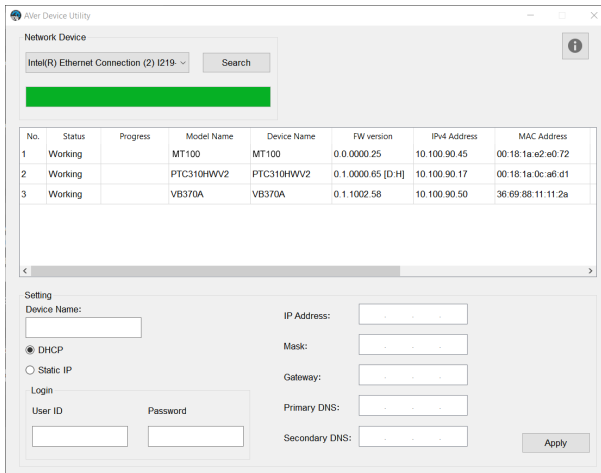 AVer Device Utility
Network Device
Intel(R) Ethernet Connection (2) I219-
Search
No. Status Progress Model Name Device Name FW version IPv4 Address MAC Address
1 Working MT100 MT100 0.0.0000.25 10.100.90.45 00:18:1a:e2:e0:72
2 Working PTC310HWV2 PTC310HWV2 0.1.0000.65 [D:H] 10.100.90.17 00:18:1a:0c:a6:d1
3 Working VB370A VB370A 0.1.1002.58 10.100.90.50 36:69:88:11:11:2a
Setting
Device Name:
DHCP
Static IP
Login
User ID Password
IP Address:
Mask:
Gateway:
Primary DNS:
Secondary DNS:
Apply